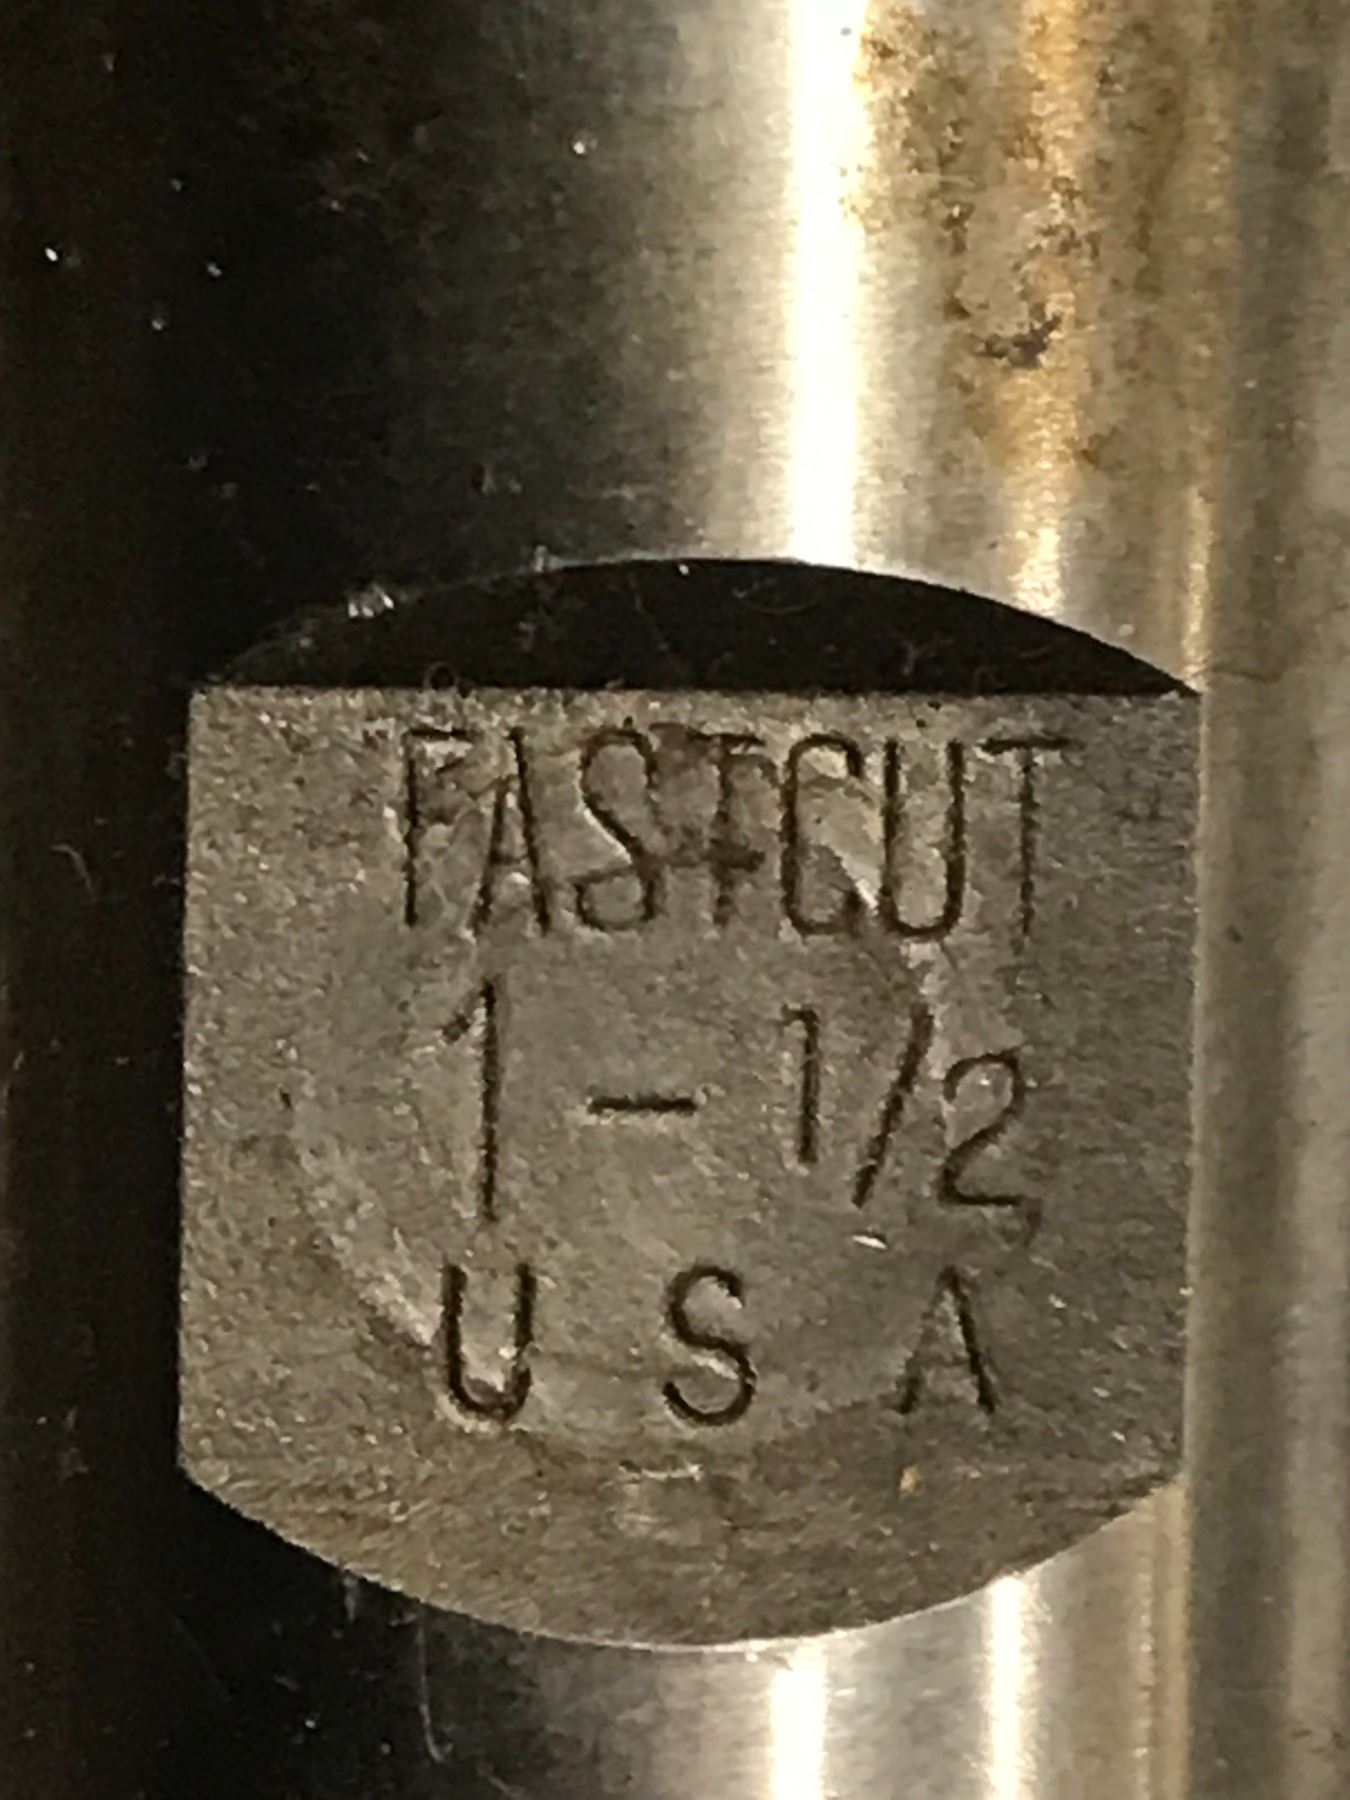 FASTCUT
1-1/2
U S A